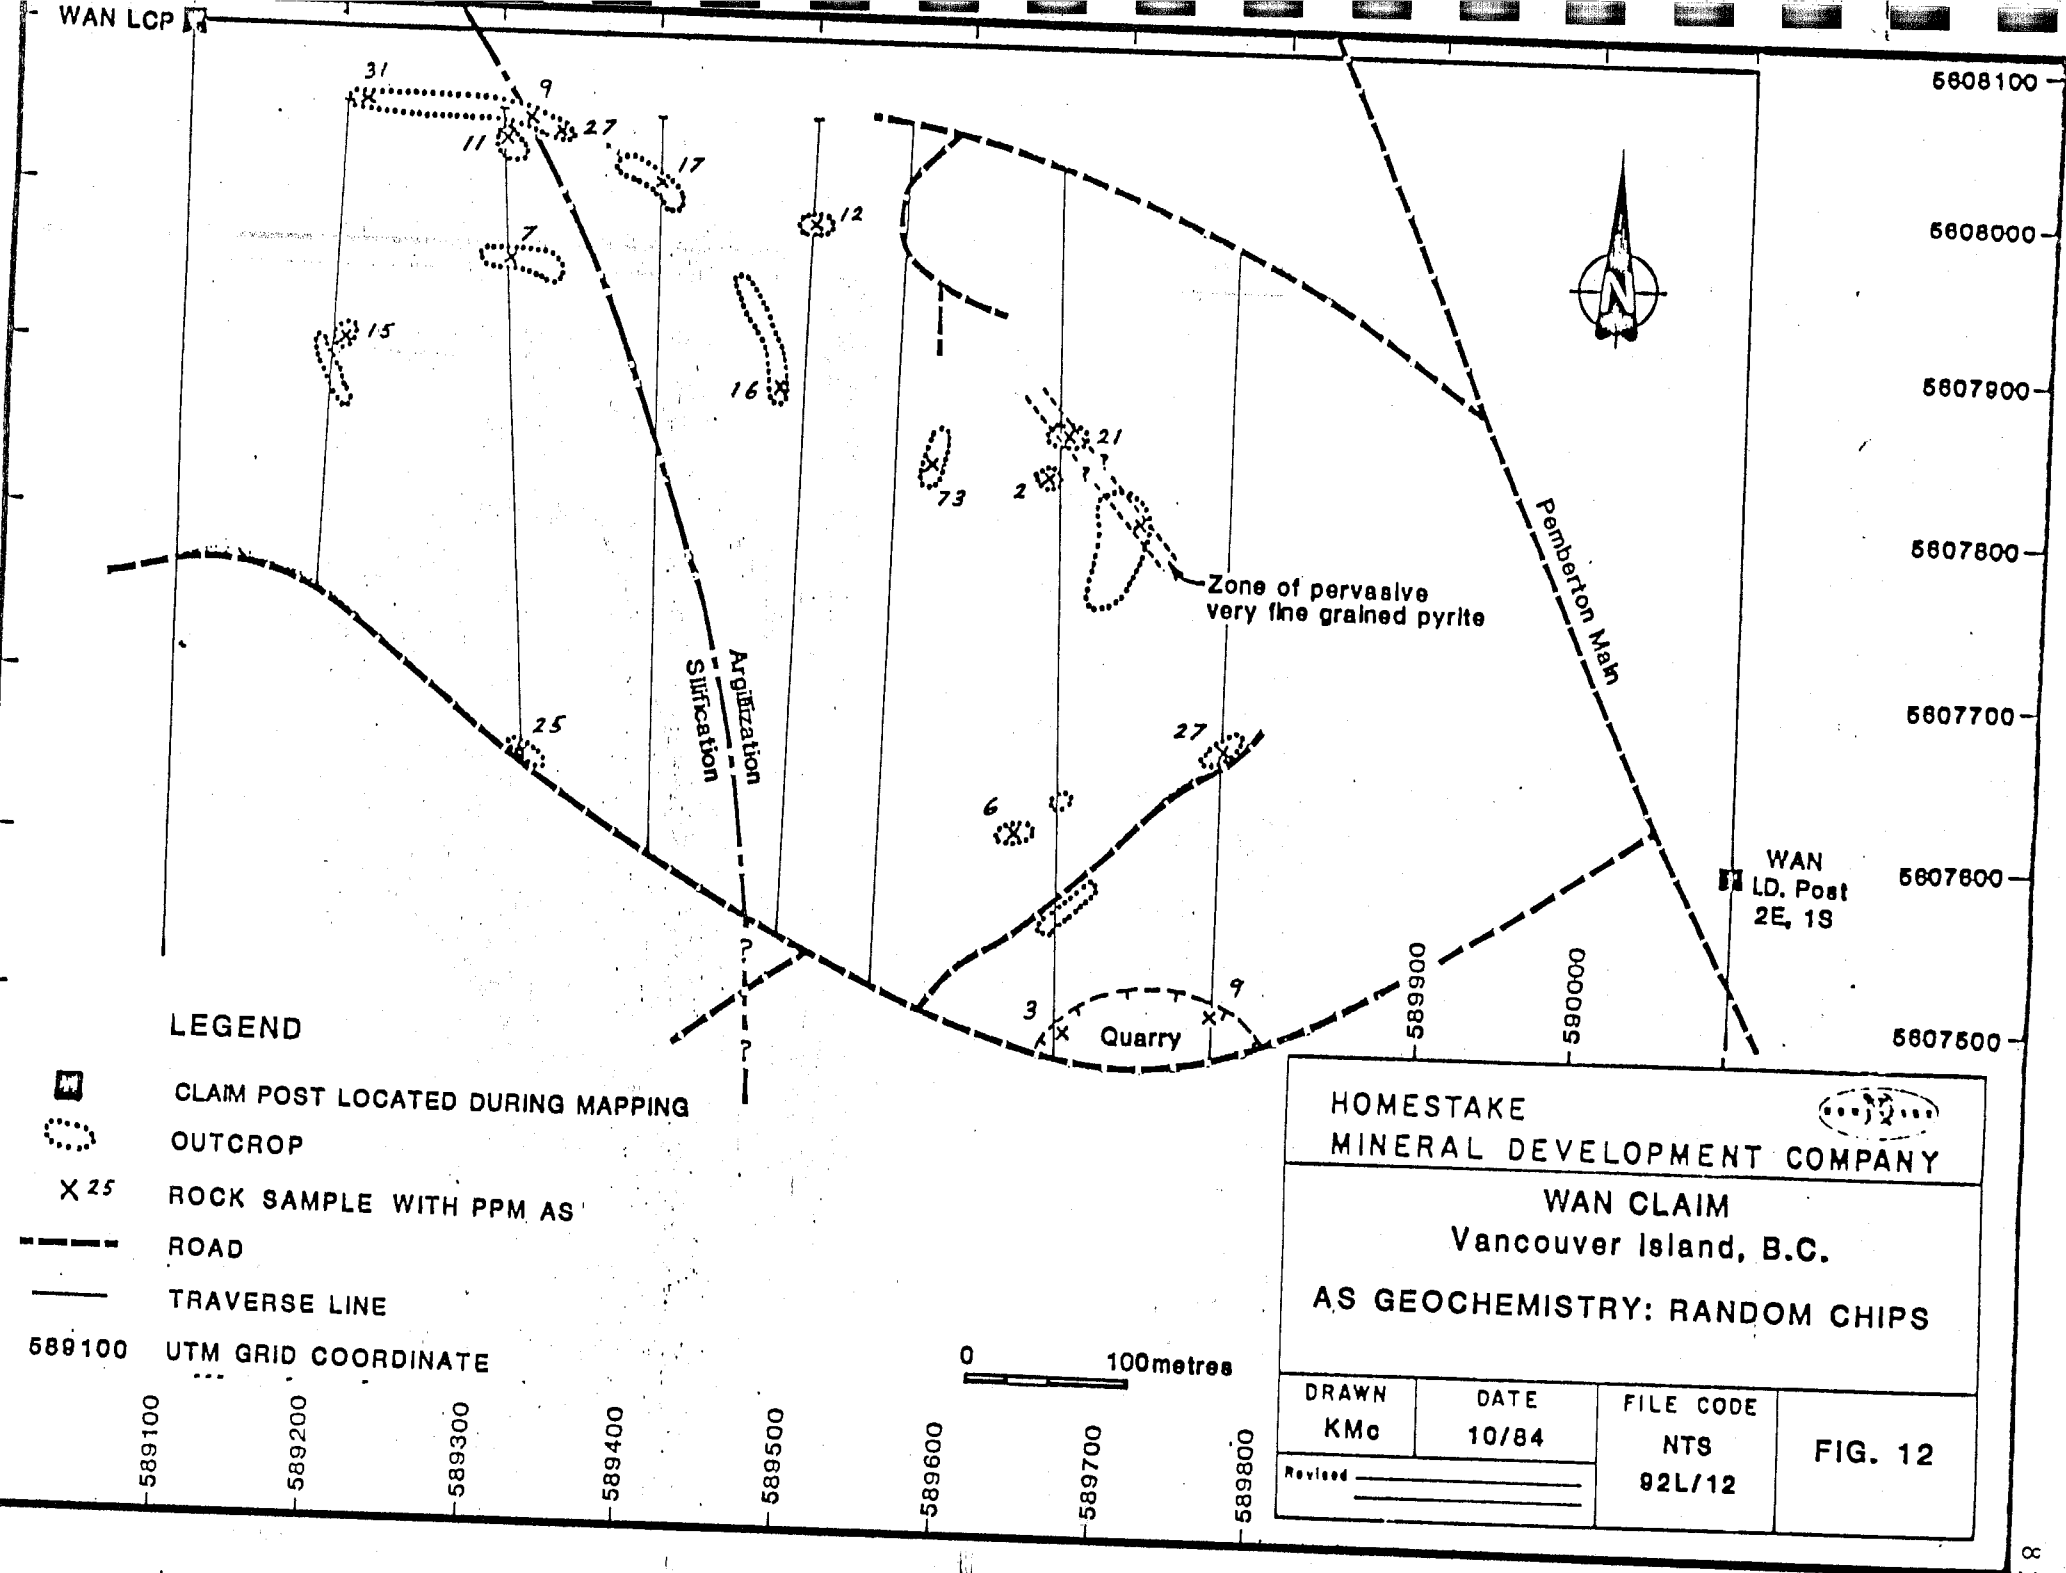 WAN LCP
5608100
31
9
27
11
17
12
5608000
7
15
16
5607900
21
?
?
2
73
Pemberton Main
5607800
Zone of pervasive
very fine grained pyrite
Argillization
Silification
5607700
25
27
6
WAN
I.D. Post
2E, 1S
5607600
?
?
3
9
Quarry
589900
590000
5607500
N
LEGEND
CLAIM POST LOCATED DURING MAPPING
OUTCROP
X 25 ROCK SAMPLE WITH PPM AS
ROAD
TRAVERSE LINE
589100 UTM GRID COORDINATE
0 100metres
589100
589200
589300
589400
589500
589600
589700
589800
HOMESTAKE
MINERAL DEVELOPMENT COMPANY
WAN CLAIM
Vancouver Island, B.C.
AS GEOCHEMISTRY: RANDOM CHIPS
DRAWN
KMc
DATE
10/84
FILE CODE
NTS
92L/12
FIG. 12
Revised